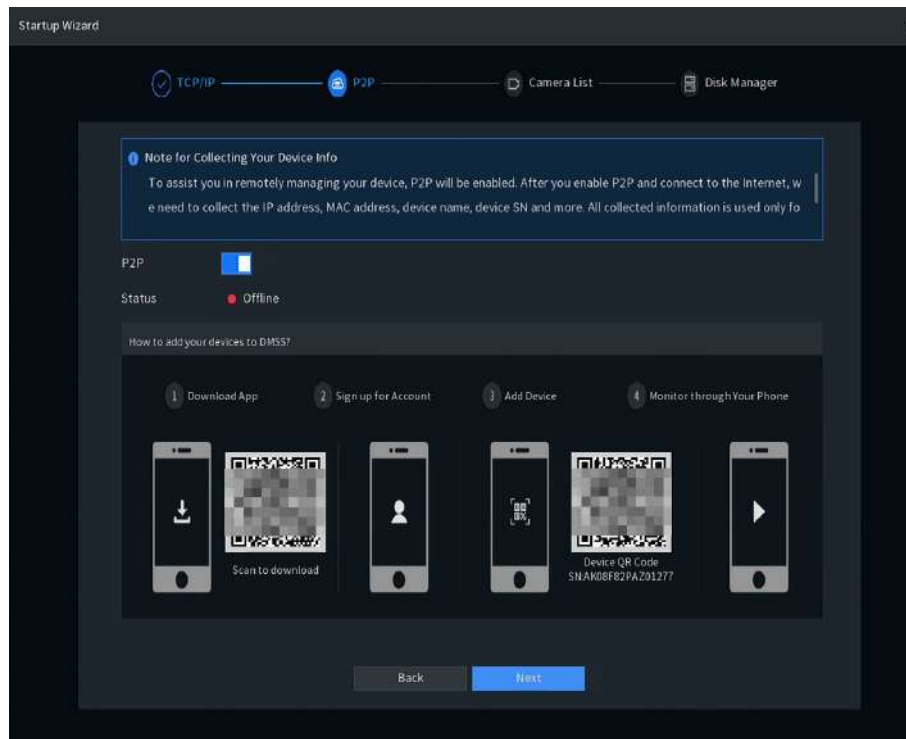 Startup Wizard
TCP/IP
P2P
Camera List
Disk Manager
Note for Collecting Your Device Info
To assist you in remotely managing your device, P2P will be enabled. After you enable P2P and connect to the Internet, w
e need to collect the IP address, MAC address, device name, device SN and more. All collected information is used only fo
P2P
Status
Offline
How to add your devices to DMSS?
1 Download App
2 Sign up for Account
3 Add Device
4 Monitor through Your Phone
Scan to download
Device QR Code
SN:AK08F82PAZ01277
Back
Next